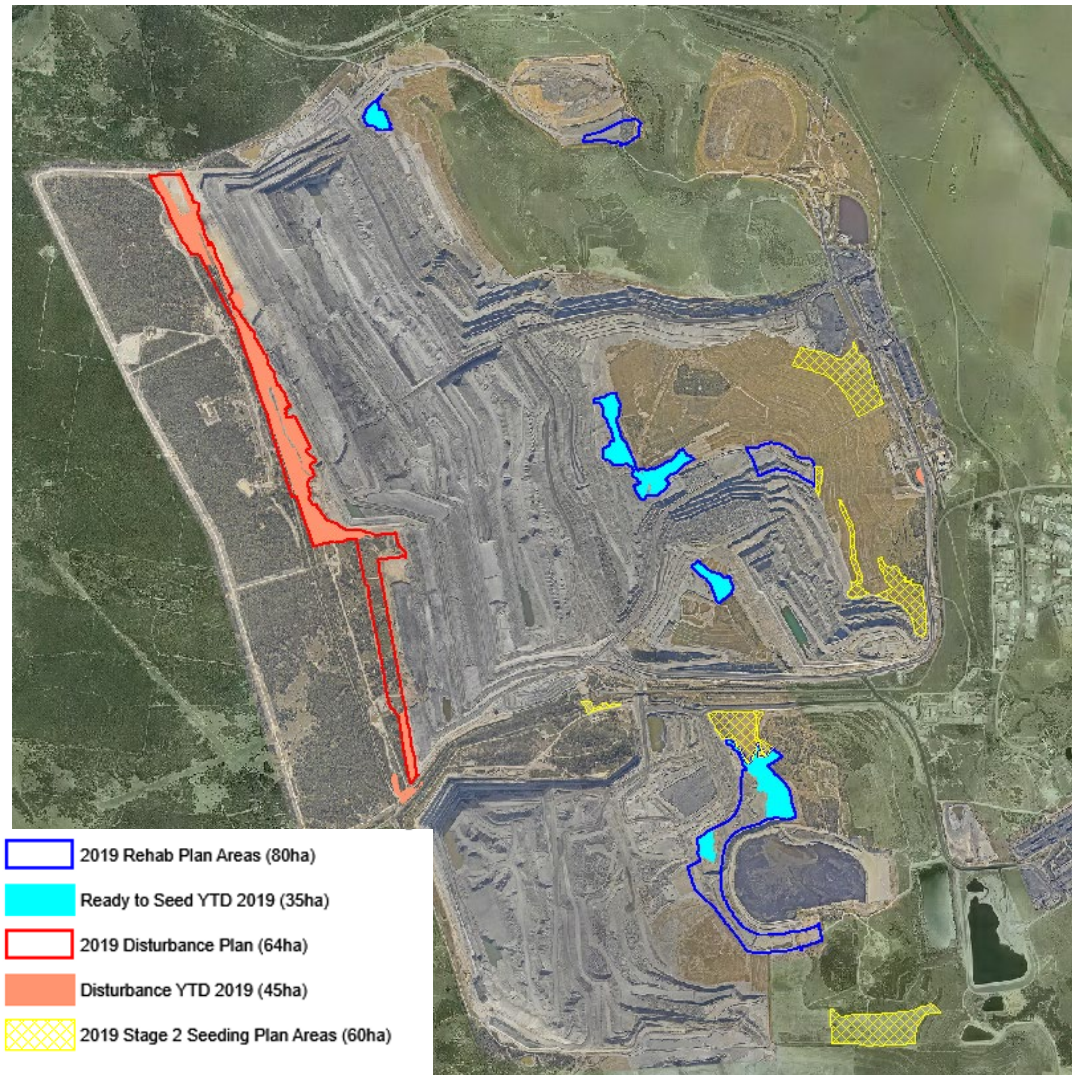 2019 Rehab Plan Areas (80ha)
Ready to Seed YTD 2019 (35ha)
2019 Disturbance Plan (64ha)
Disturbance YTD 2019 (45ha)
2019 Stage 2 Seeding Plan Areas (60ha)